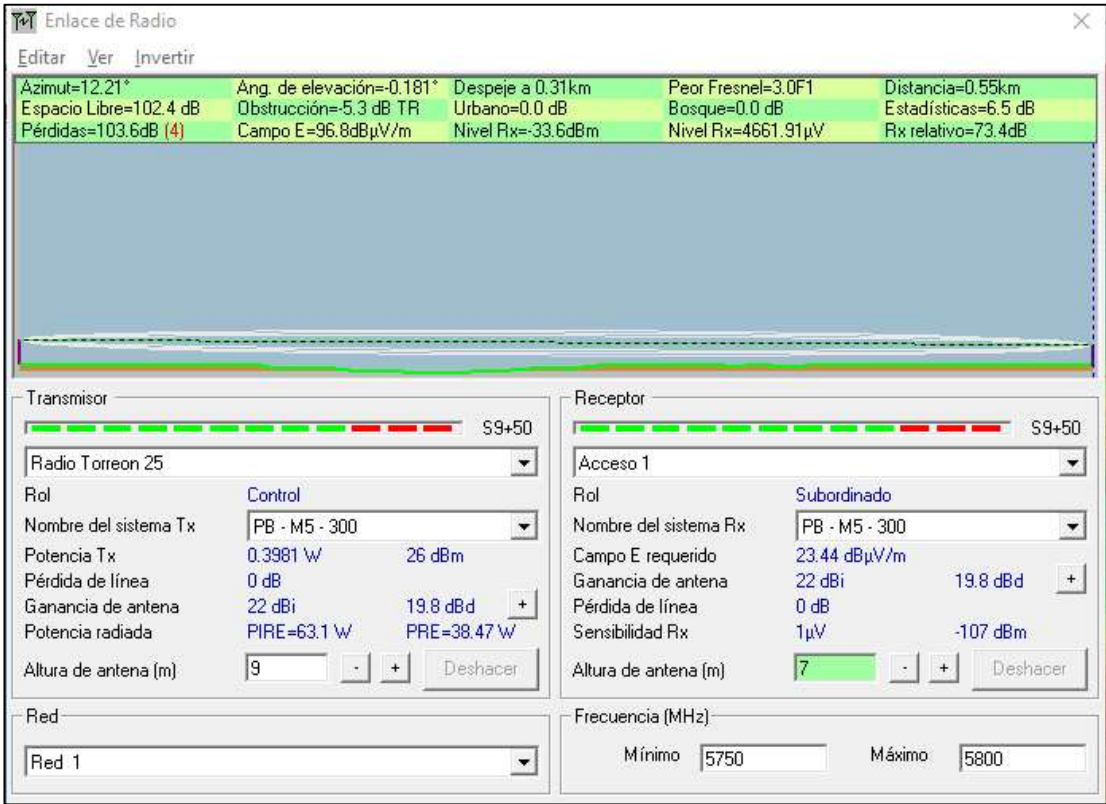 Enlace de Radio
Editar Ver Invertir
Azimut=12.21° Ang. de elevación=-0.181° Despeje a 0.31km Peor Fresnel=3.0F1 Distancia=0.55km
Espacio Libre=102.4 dB Obstrucción=-5.3 dB TR Urbano=0.0 dB Bosque=0.0 dB Estadísticas=6.5 dB
Pérdidas=103.6dB (4) Campo E=96.8dBμV/m Nivel Rx=-33.6dBm Nivel Rx=4661.91μV Rx relativo=73.4dB
Transmisor Receptor
S9+50 S9+50
Radio Torreon 25 Acceso 1
Rol Control Rol Subordinado
Nombre del sistema Tx PB - M5 - 300 Nombre del sistema Rx PB - M5 - 300
Potencia Tx 0.3981 W 26 dBm Campo E requerido 23.44 dBμV/m
Pérdida de línea 0 dB Ganancia de antena 22 dBi 19.8 dBd +
Ganancia de antena 22 dBi 19.8 dBd + Pérdida de línea 0 dB
Potencia radiada PIRE=63.1 W PRE=38.47 W Sensibilidad Rx 1μV -107 dBm
Altura de antena (m) 9 - + Deshacer Altura de antena (m) 7 - + Deshacer
Red Frecuencia (MHz)
Red 1 Mínimo 5750 Máximo 5800